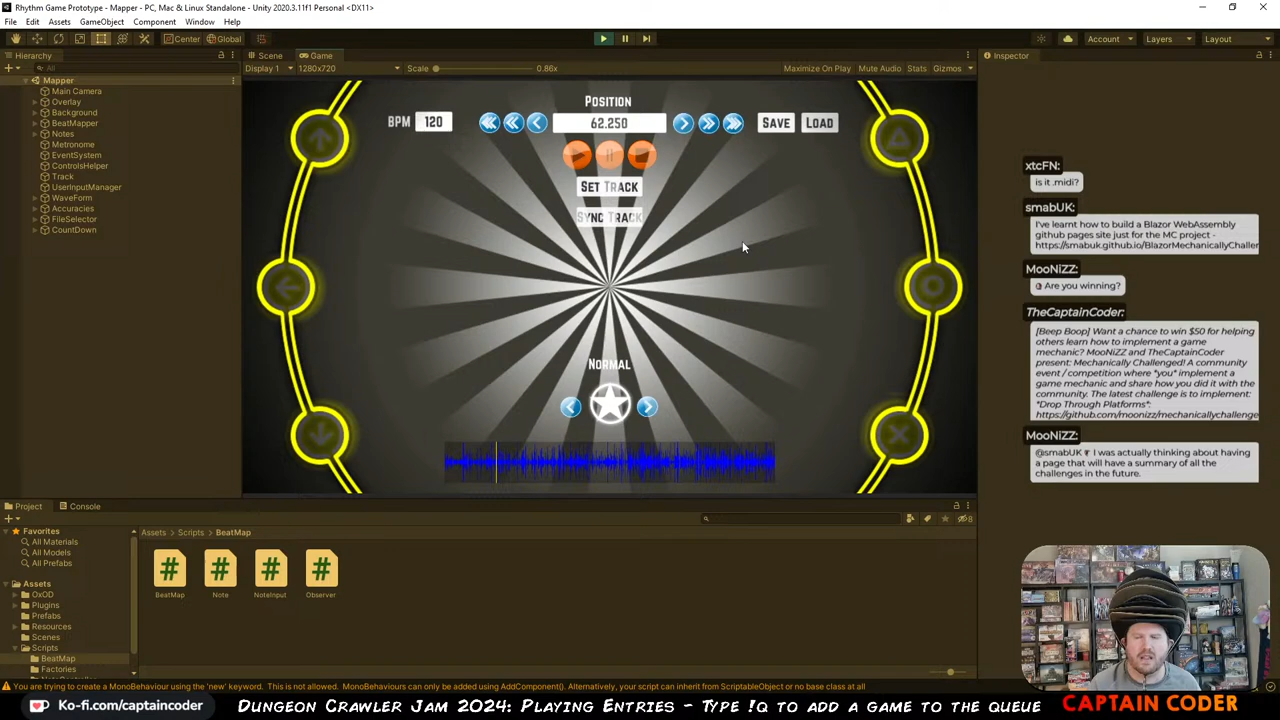 Rhythm Game Prototype - Mapper - PC, Mac & Linux Standalone - Unity 2020.3.11f1 Personal <DX11>
File Edit Assets GameObject Component Window Help
Center Global
Account Layers Layout
Hierarchy
All
Mapper
Main Camera
Overlay
Background
BeatMapper
Notes
Metronome
EventSystem
ControlsHelper
Track
UserInputManager
WaveForm
Accuracies
FileSelector
CountDown
Scene Game
Display 1 1280x720 Scale 0.86x Maximize On Play Mute Audio Stats Gizmos
POSITION
BPM 120 62.250 SAVE LOAD
SET TRACK
SYNC TRACK
NORMAL
Inspector
xtcFN:
is it .midi?
smabUK:
I've learnt how to build a Blazor WebAssembly
github pages site just for the MC project -
https://smabuk.github.io/BlazorMechanicallyChaller
MooNiZZ:
Are you winning?
TheCaptainCoder:
[Beep Boop] Want a chance to win $50 for helping
others learn how to implement a game
mechanic? MooNiZZ and TheCaptainCoder
present: Mechanically Challenged! A community
event / competition where *you* implement a
game mechanic and share how you did it with the
community. The latest challenge is to implement:
*Drop Through Platforms*:
https://github.com/moonizz/mechanicallychallenge
MooNiZZ:
@smabUK I was actually thinking about having
a page that will have a summary of all the
challenges in the future.
Project Console
8
Favorites
All Materials
All Models
All Prefabs
Assets
OxOD
Plugins
Prefabs
Resources
Scenes
Scripts
BeatMap
Factories
Assets Scripts BeatMap
BeatMap Note NoteInput Observer
You are trying to create a MonoBehaviour using the 'new' keyword. This is not allowed. MonoBehaviours can only be added using AddComponent(). Alternatively, your script can inherit from ScriptableObject or no base class at all
Ko-fi.com/captaincoder
DUNGEON CRAWLER JAM 2024: PLAYING ENTRIES - TYPE !Q TO ADD A GAME TO THE QUEUE
CAPTAIN CODER